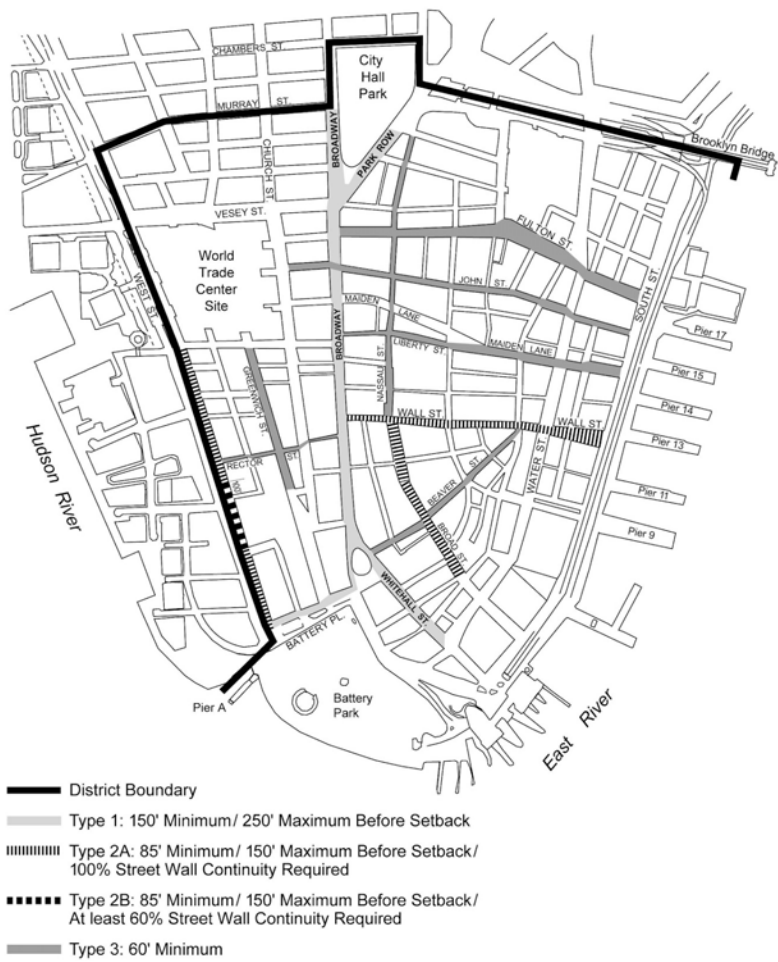 CHAMBERS ST.
City
Hall
Park
MURRAY ST.
BROADWAY
PARK ROW
Brooklyn Bridge
CHURCH ST.
VESEY ST.
FULTON ST.
World
Trade
Center
Site
WEST ST.
JOHN ST.
SOUTH ST.
MAIDEN LANE
BROADWAY
LIBERTY ST.
MAIDEN LANE
Pier 17
Pier 15
GREENWICH ST.
NASSAU ST.
WALL ST.
WALL ST.
Pier 14
Pier 13
Hudson River
RECTOR ST.
BEAVER ST.
WATER ST.
Pier 11
BROAD ST.
Pier 9
WHITEHALL ST.
BATTERY PL.
Pier A
Battery
Park
East River
District Boundary
Type 1: 150' Minimum/ 250' Maximum Before Setback
Type 2A: 85' Minimum/ 150' Maximum Before Setback/
100% Street Wall Continuity Required
Type 2B: 85' Minimum/ 150' Maximum Before Setback/
At least 60% Street Wall Continuity Required
Type 3: 60' Minimum